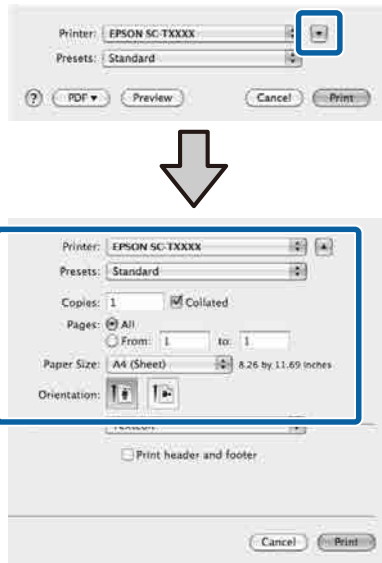 Printer: EPSON SC-TXXXX
Presets: Standard
? PDF▼ Preview Cancel Print
Printer: EPSON SC-TXXXX
Presets: Standard
Copies: 1 Collated
Pages: All
From: 1 to: 1
Paper Size: A4 (Sheet) 8.26 by 11.69 inches
Orientation:
Print header and footer
Cancel Print